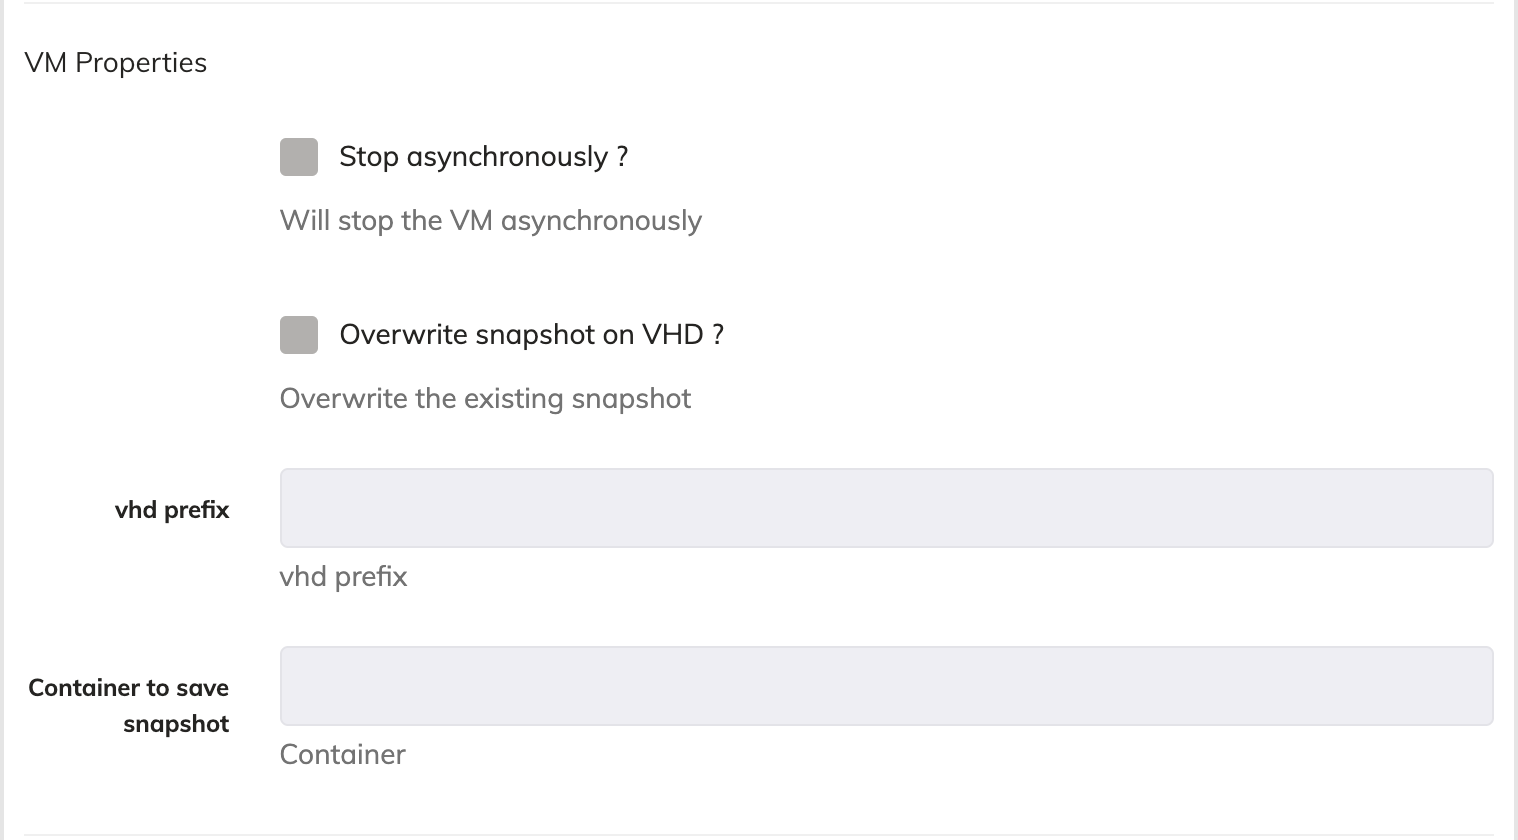 VM Properties
Stop asynchronously ?
Will stop the VM asynchronously
Overwrite snapshot on VHD ?
Overwrite the existing snapshot
vhd prefix
vhd prefix
Container to save
snapshot
Container